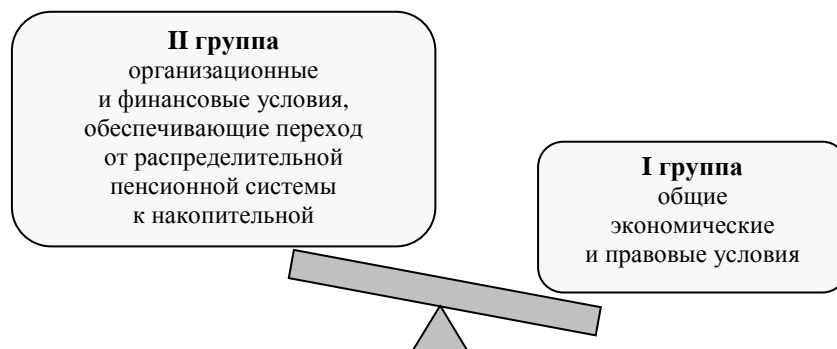 II группа
организационные
и финансовые условия,
обеспечивающие переход
от распределительной
пенсионной системы
к накопительной
I группа
общие
экономические
и правовые условия